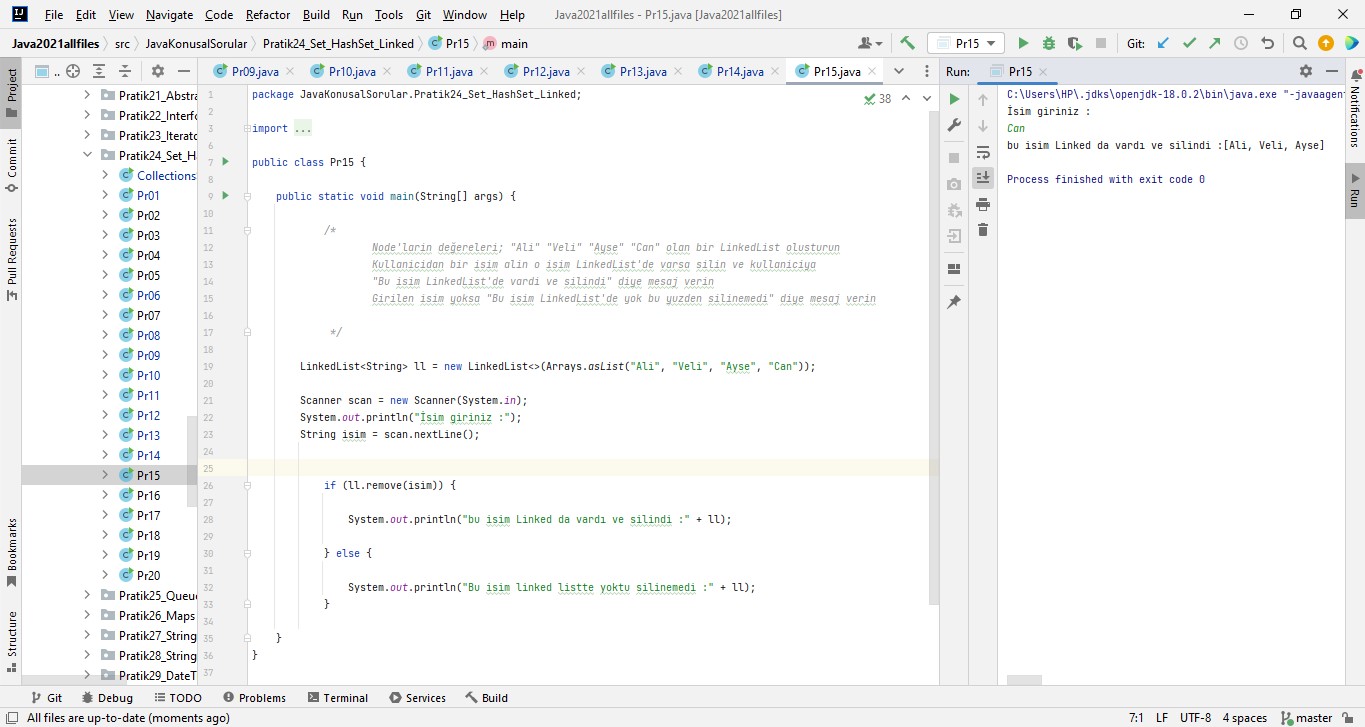 File Edit View Navigate Code Refactor Build Run Tools Git Window Help Java2021allfiles - Pr15.java [Java2021allfiles]
Java2021allfiles src JavaKonusalSorular Pratik24_Set_HashSet_Linked Pr15 main Pr15 Git:
Project
Commit
Pull Requests
Bookmarks
Structure
..
Pratik21_Abstra
Pratik22_Interfo
Pratik23_Iterato
Pratik24_Set_H
Collections
Pr01
Pr02
Pr03
Pr04
Pr05
Pr06
Pr07
Pr08
Pr09
Pr10
Pr11
Pr12
Pr13
Pr14
Pr15
Pr16
Pr17
Pr18
Pr19
Pr20
Pratik25_Queu
Pratik26_Maps
Pratik27_String
Pratik28_String
Pratik29_DateT
Pr09.java Pr10.java Pr11.java Pr12.java Pr13.java Pr14.java Pr15.java
38
1 package JavaKonusalSorular.Pratik24_Set_HashSet_Linked;
2
3 import ...
6
7 public class Pr15 {
8
9 public static void main(String[] args) {
10
11 /*
12 Node'larin değereleri; "Ali" "Veli" "Ayse" "Can" olan bir LinkedList olusturun
13 Kullanicidan bir isim alin o isim LinkedList'de varsa silin ve kullaniciya
14 "Bu isim LinkedList'de vardi ve silindi" diye mesaj verin
15 Girilen isim yoksa "Bu isim LinkedList'de yok bu yuzden silinemedi" diye mesaj verin
16
17 */
18
19 LinkedList<String> ll = new LinkedList<>(Arrays.asList("Ali", "Veli", "Ayse", "Can"));
20
21 Scanner scan = new Scanner(System.in);
22 System.out.println("İsim giriniz :");
23 String isim = scan.nextLine();
24
25
26 if (ll.remove(isim)) {
27
28 System.out.println("bu isim Linked da vardı ve silindi :" + ll);
29
30 } else {
31
32 System.out.println("Bu isim linked listte yoktu silinemedi :" + ll);
33 }
34
35 }
36 }
37
Run: Pr15
C:\Users\HP\.jdks\openjdk-18.0.2\bin\java.exe "-javaagent
İsim giriniz :
Can
bu isim Linked da vardı ve silindi :[Ali, Veli, Ayse]
Process finished with exit code 0
Notifications
Run
Git Debug TODO Problems Terminal Services Build
All files are up-to-date (moments ago) 7:1 LF UTF-8 4 spaces master